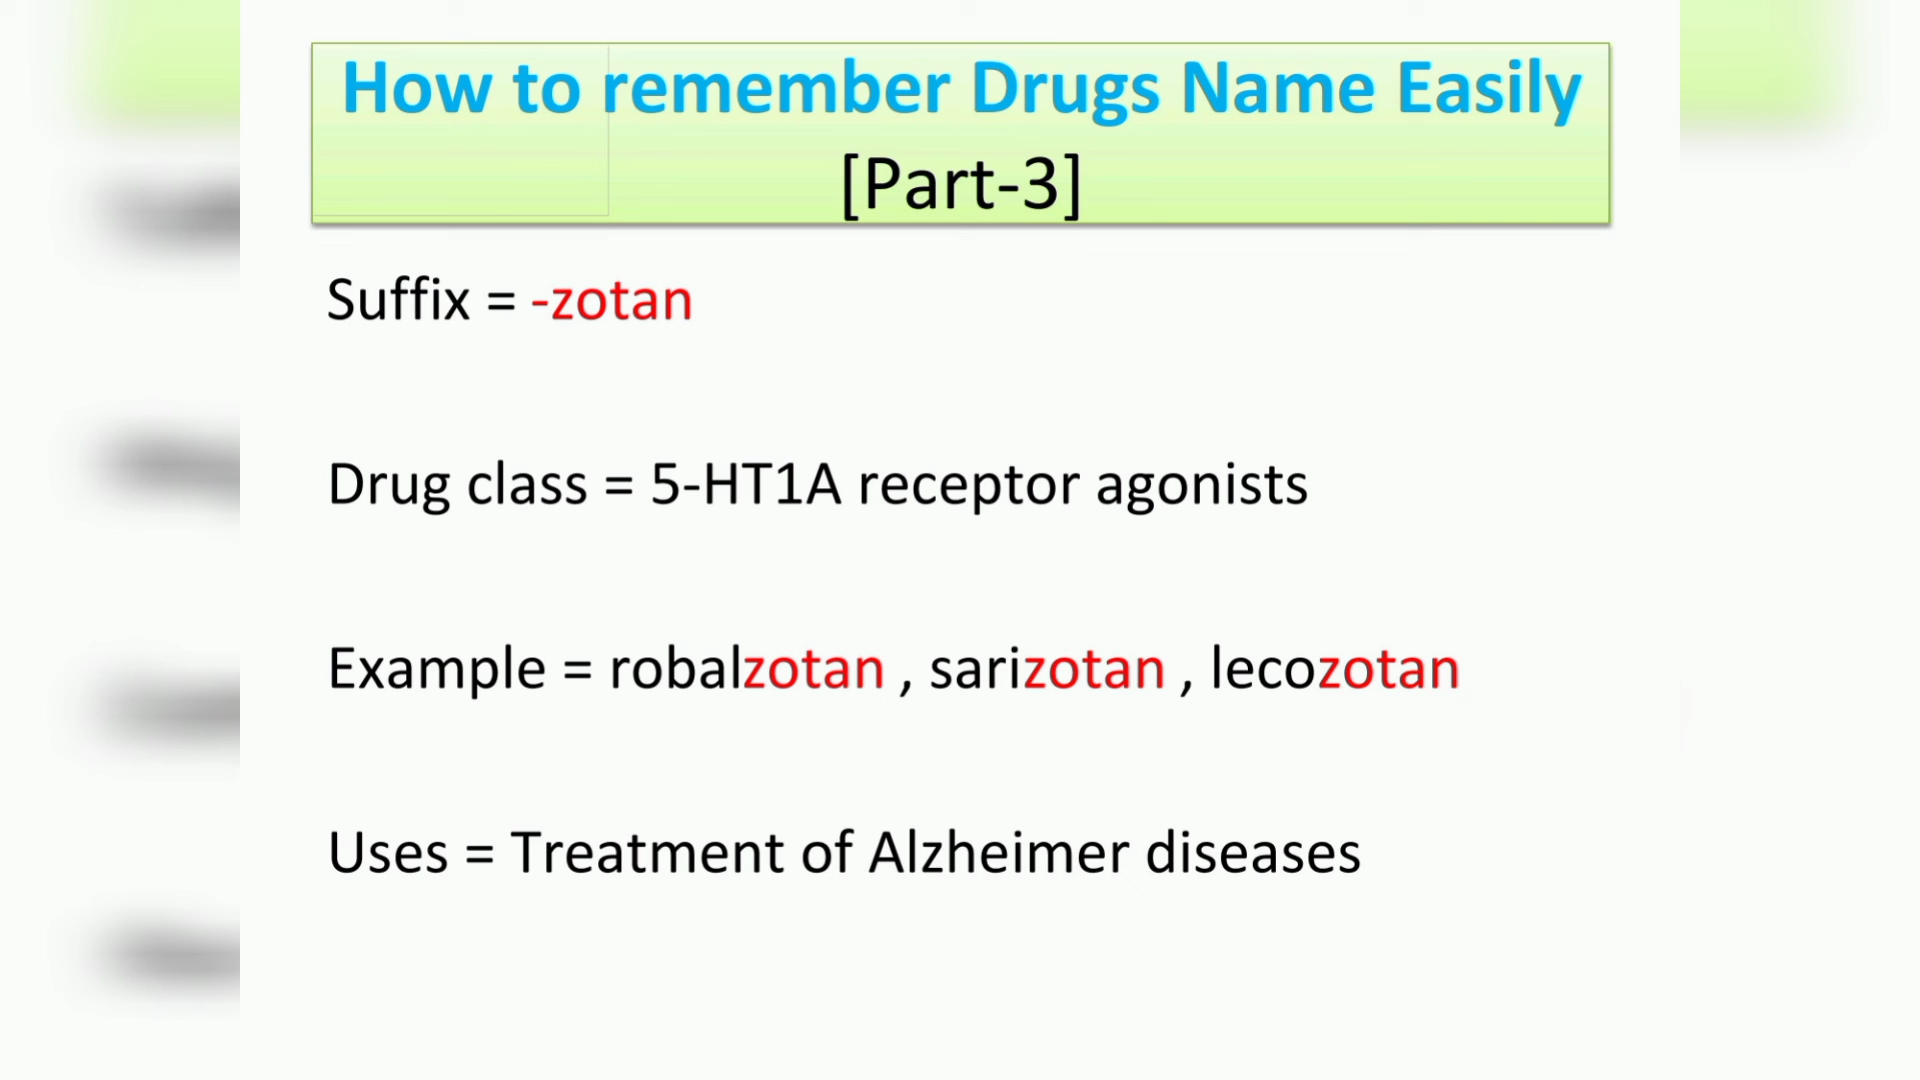 How to remember Drugs Name Easily
[Part-3]
Suffix = -zotan
Drug class = 5-HT1A receptor agonists
Example = robalzotan , sarizotan , lecozotan
Uses = Treatment of Alzheimer diseases